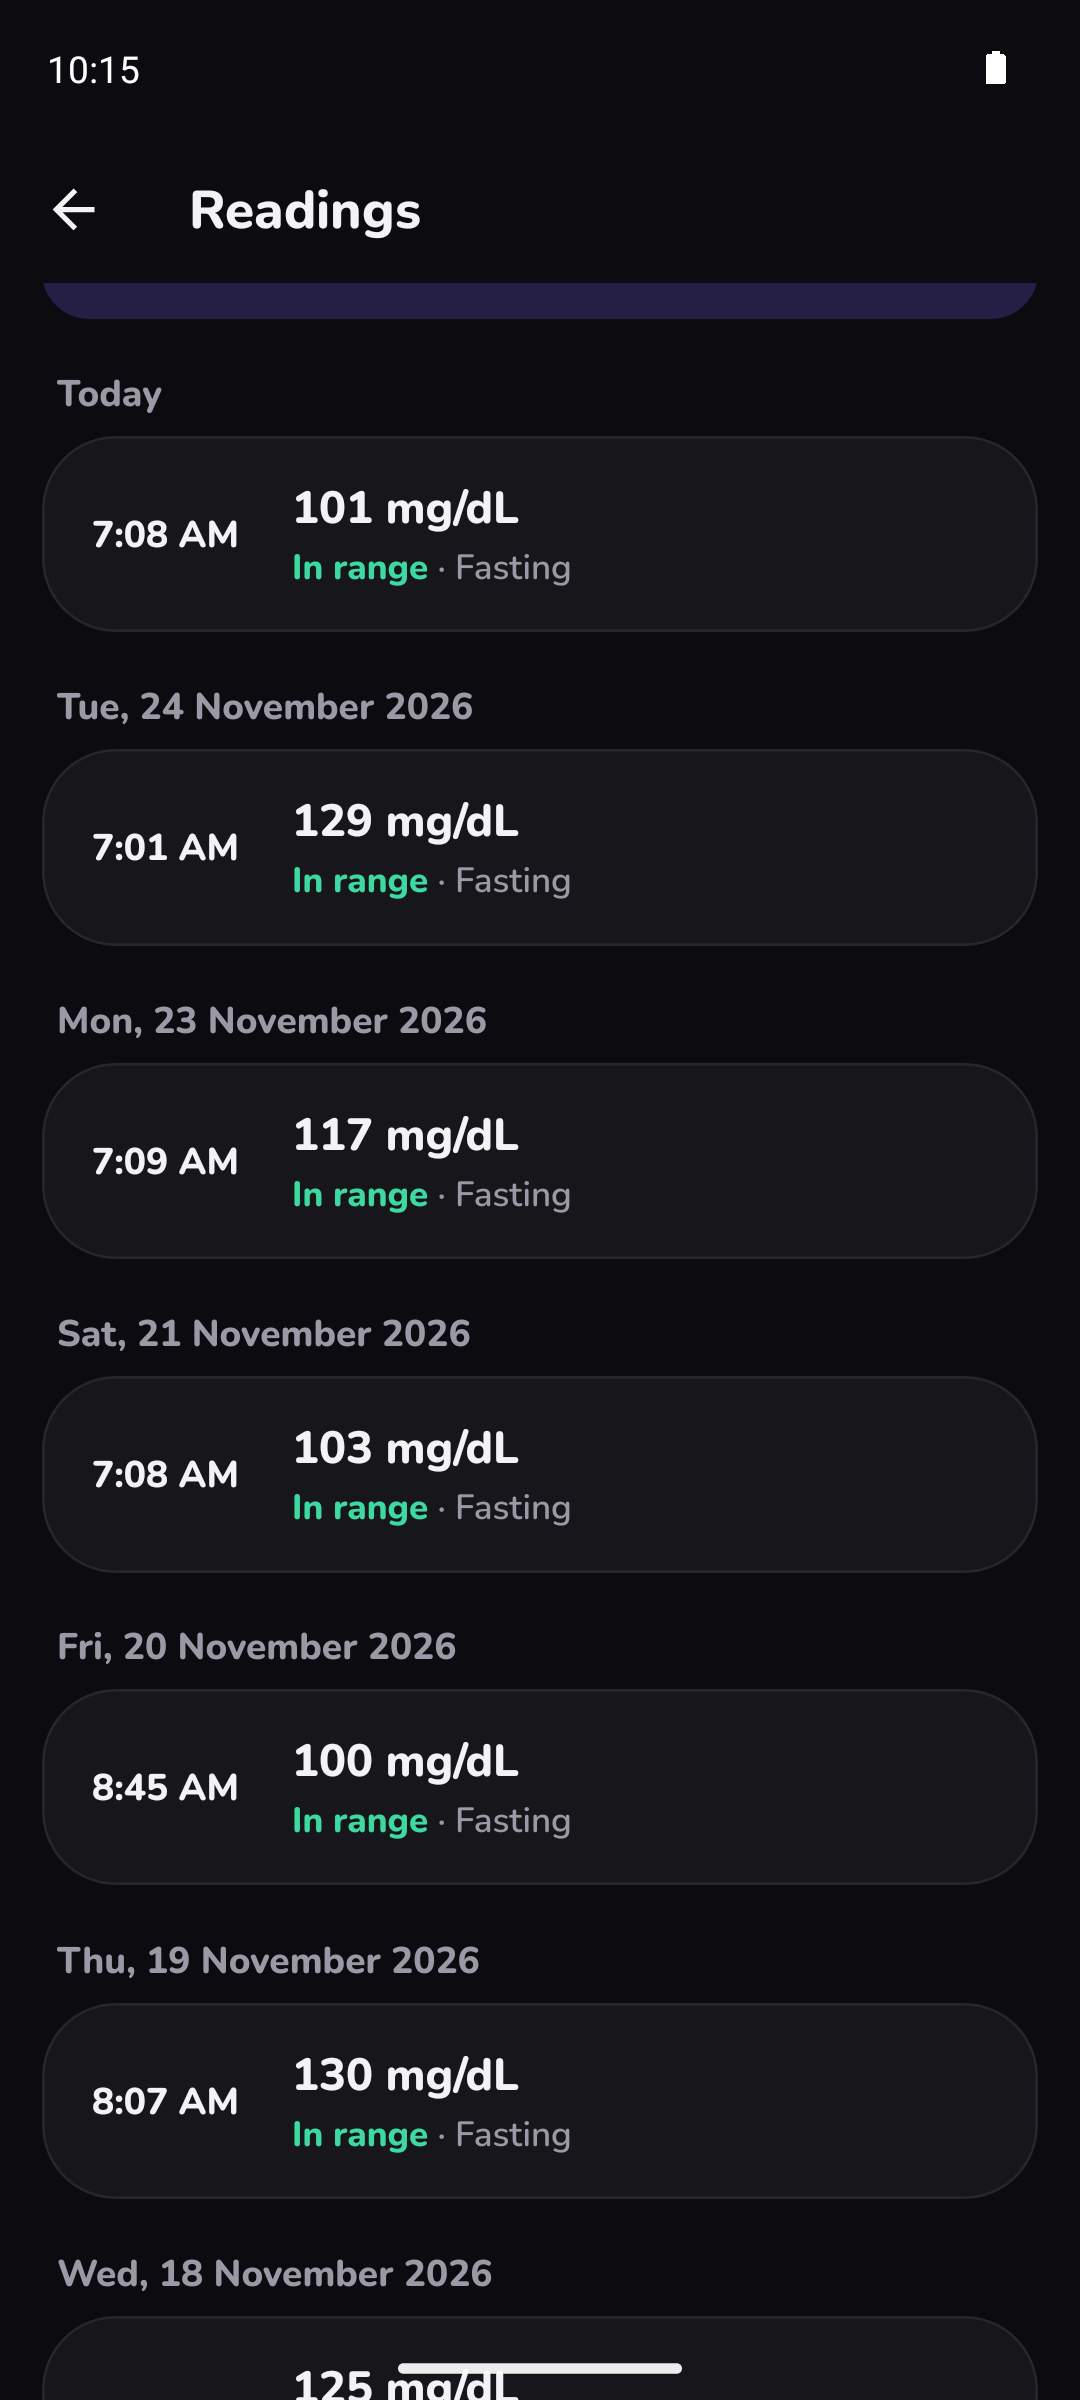 10:15
Readings
Today
7:08 AM
101 mg/dL
In range · Fasting
Tue, 24 November 2026
7:01 AM
129 mg/dL
In range · Fasting
Mon, 23 November 2026
7:09 AM
117 mg/dL
In range · Fasting
Sat, 21 November 2026
7:08 AM
103 mg/dL
In range · Fasting
Fri, 20 November 2026
8:45 AM
100 mg/dL
In range · Fasting
Thu, 19 November 2026
8:07 AM
130 mg/dL
In range · Fasting
Wed, 18 November 2026
125 mg/dL